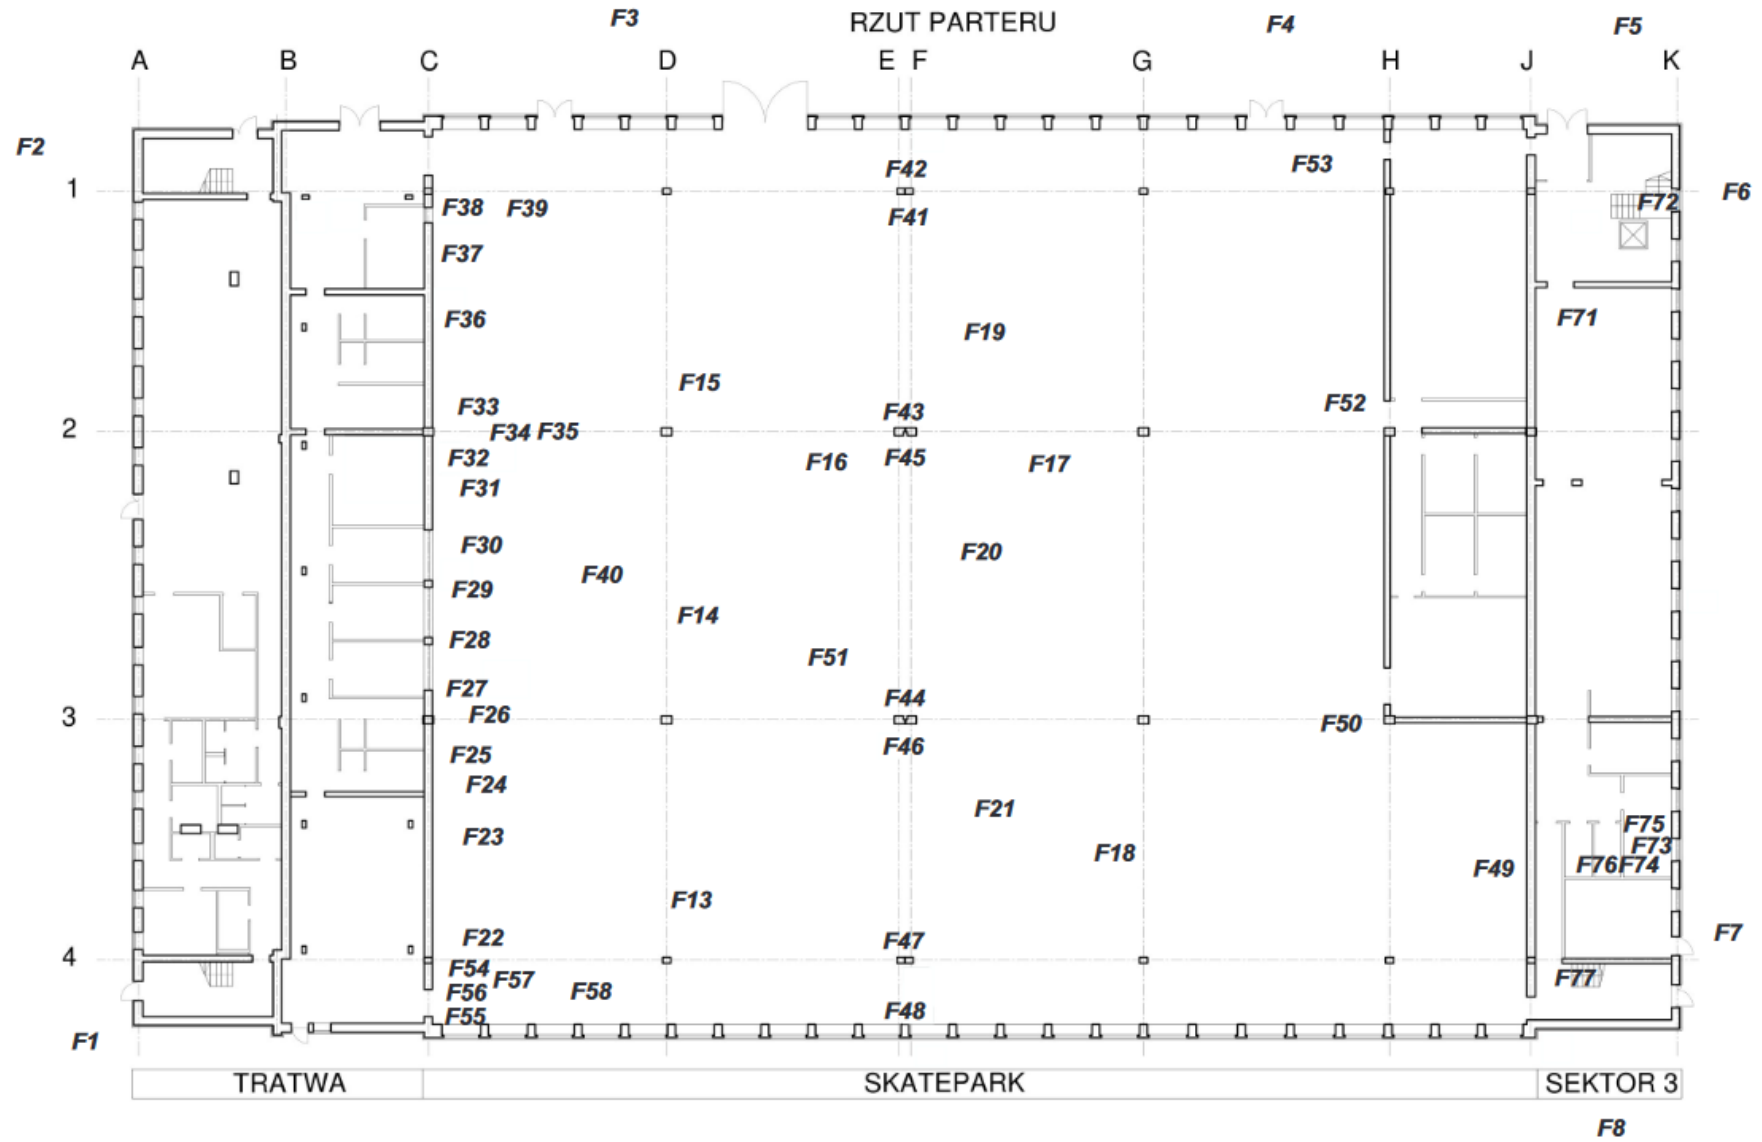 F3 RZUT PARTERU F4 F5
A B C D E F G H J K
F2
F42 F53
1 F6
F38 F39 F41 F72
F37
F36 F19 F71
F15
F33 F43 F52
2 F34 F35
F32 F16 F45 F17
F31
F30 F20
F40
F29
F14
F28 F51
F27 F44
3 F26 F50
F25 F46
F24
F21
F23 F75
F73
F18 F49 F76 F74
F13
F22 F47 F7
4
F54 F57 F77
F56 F58
F55 F48
F1
TRATWA SKATEPARK SEKTOR 3
F8